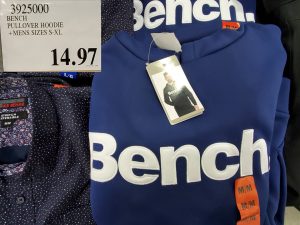 3925000
BENCH
PULLOVER HOODIE
+MENS SIZES S-XL
14.97
Bench.
Bench.
M/M
M/M
M/M